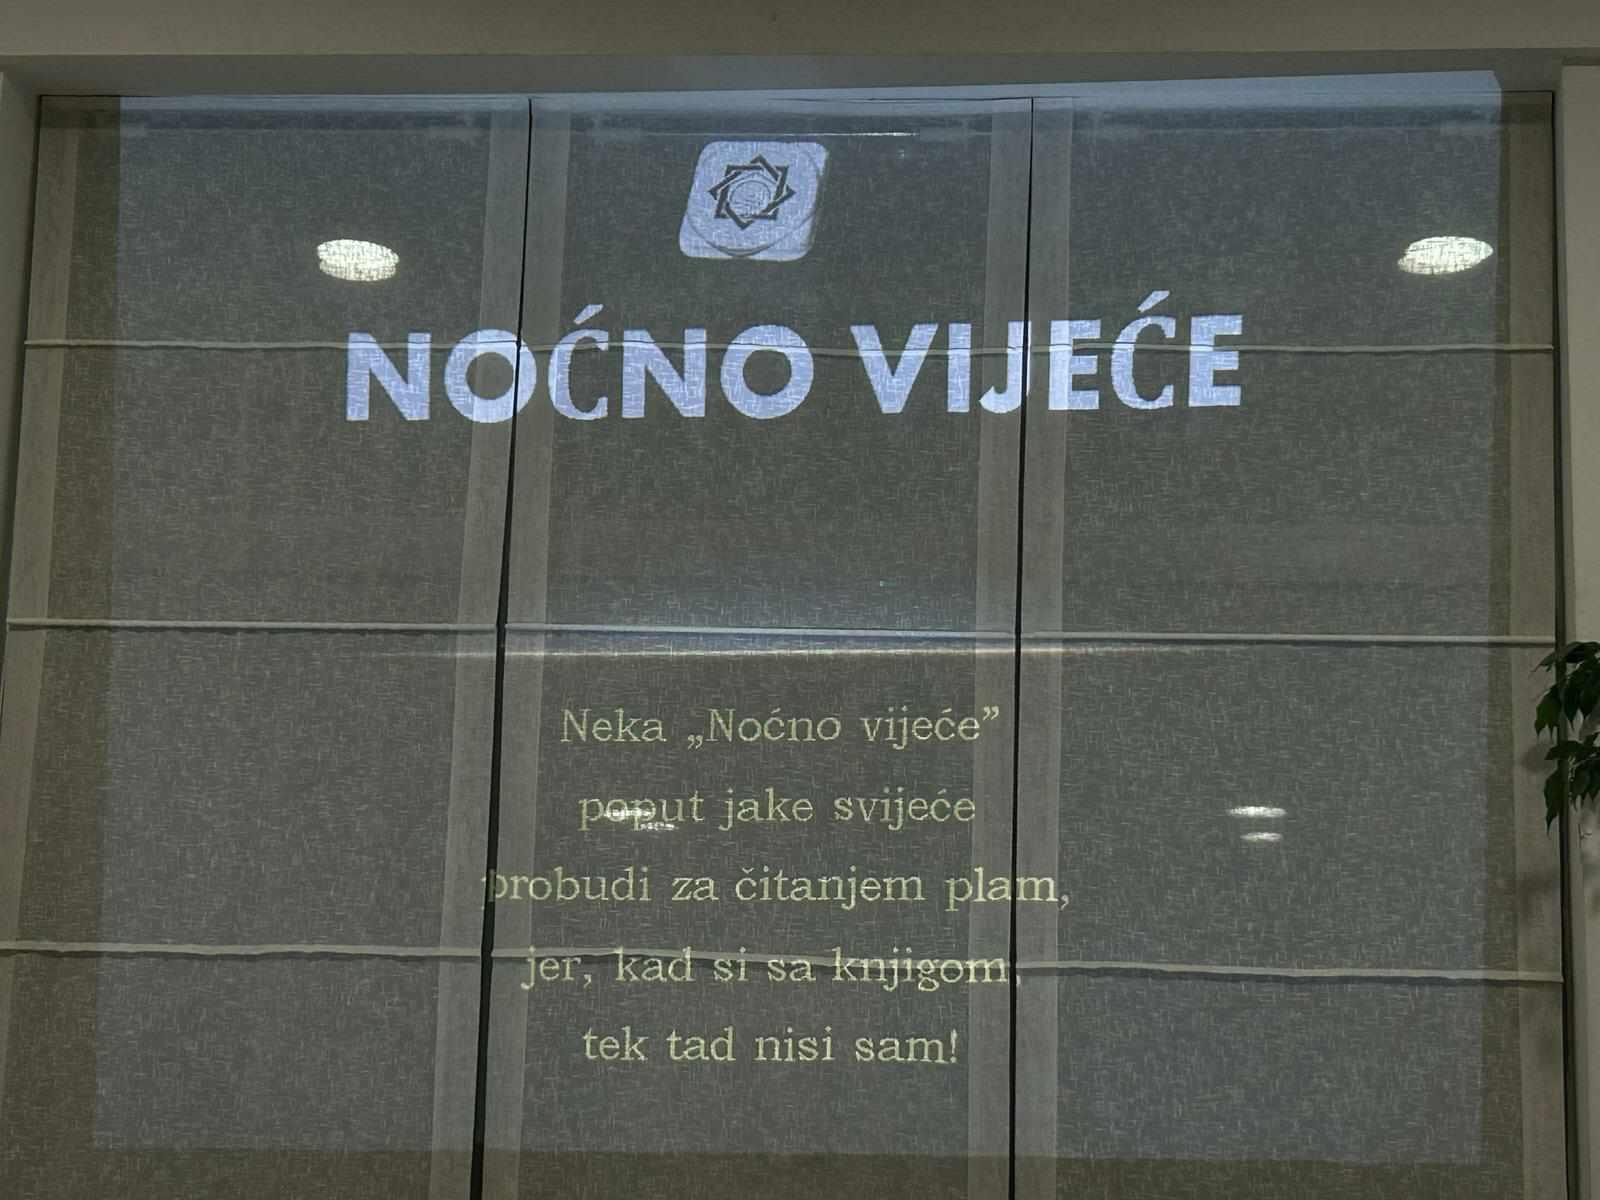 NOĆNO VIJEĆE
Neka „Noćno vijeće”
poput jake svijeće
probudi za čitanjem plam,
jer, kad si sa knjigom,
tek tad nisi sam!